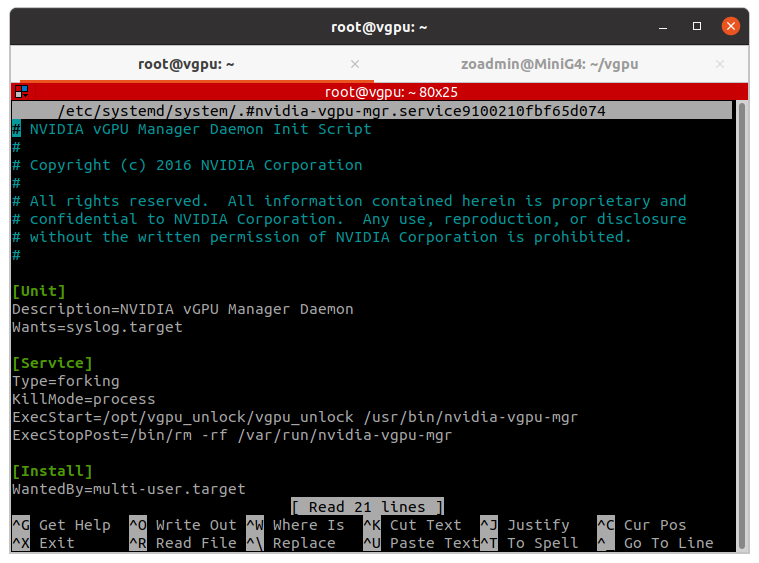 root@vgpu: ~
root@vgpu: ~ × zoadmin@MiniG4: ~/vgpu ×
root@vgpu: ~ 80x25
/etc/systemd/system/.#nvidia-vgpu-mgr.service9100210fbf65d074
# NVIDIA vGPU Manager Daemon Init Script
#
# Copyright (c) 2016 NVIDIA Corporation
#
# All rights reserved.  All information contained herein is proprietary and
# confidential to NVIDIA Corporation.  Any use, reproduction, or disclosure
# without the written permission of NVIDIA Corporation is prohibited.
#
[Unit]
Description=NVIDIA vGPU Manager Daemon
Wants=syslog.target
[Service]
Type=forking
KillMode=process
ExecStart=/opt/vgpu_unlock/vgpu_unlock /usr/bin/nvidia-vgpu-mgr
ExecStopPost=/bin/rm -rf /var/run/nvidia-vgpu-mgr
[Install]
WantedBy=multi-user.target
[ Read 21 lines ]
^G Get Help  ^O Write Out ^W Where Is  ^K Cut Text  ^J Justify   ^C Cur Pos
^X Exit      ^R Read File ^\ Replace   ^U Paste Text^T To Spell  ^_ Go To Line